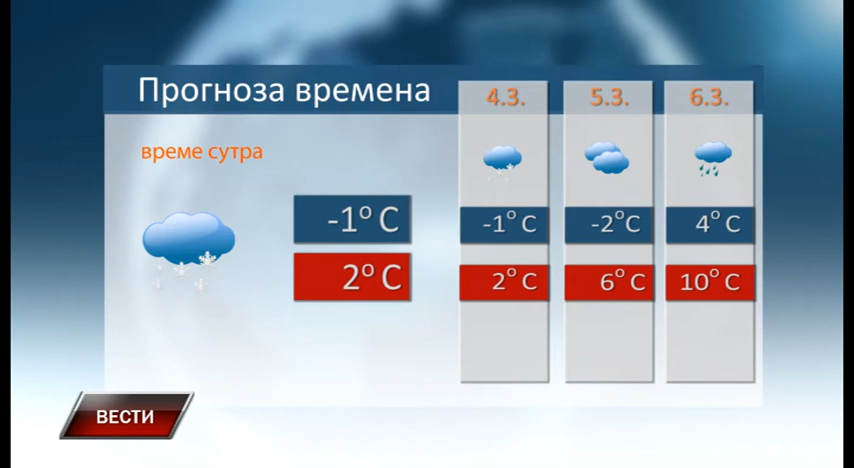 Прогноза времена
време сутра
-1° C
2° C
4.3. 5.3. 6.3.
-1° C -2°C 4° C
2° C 6° C 10° C
ВЕСТИ